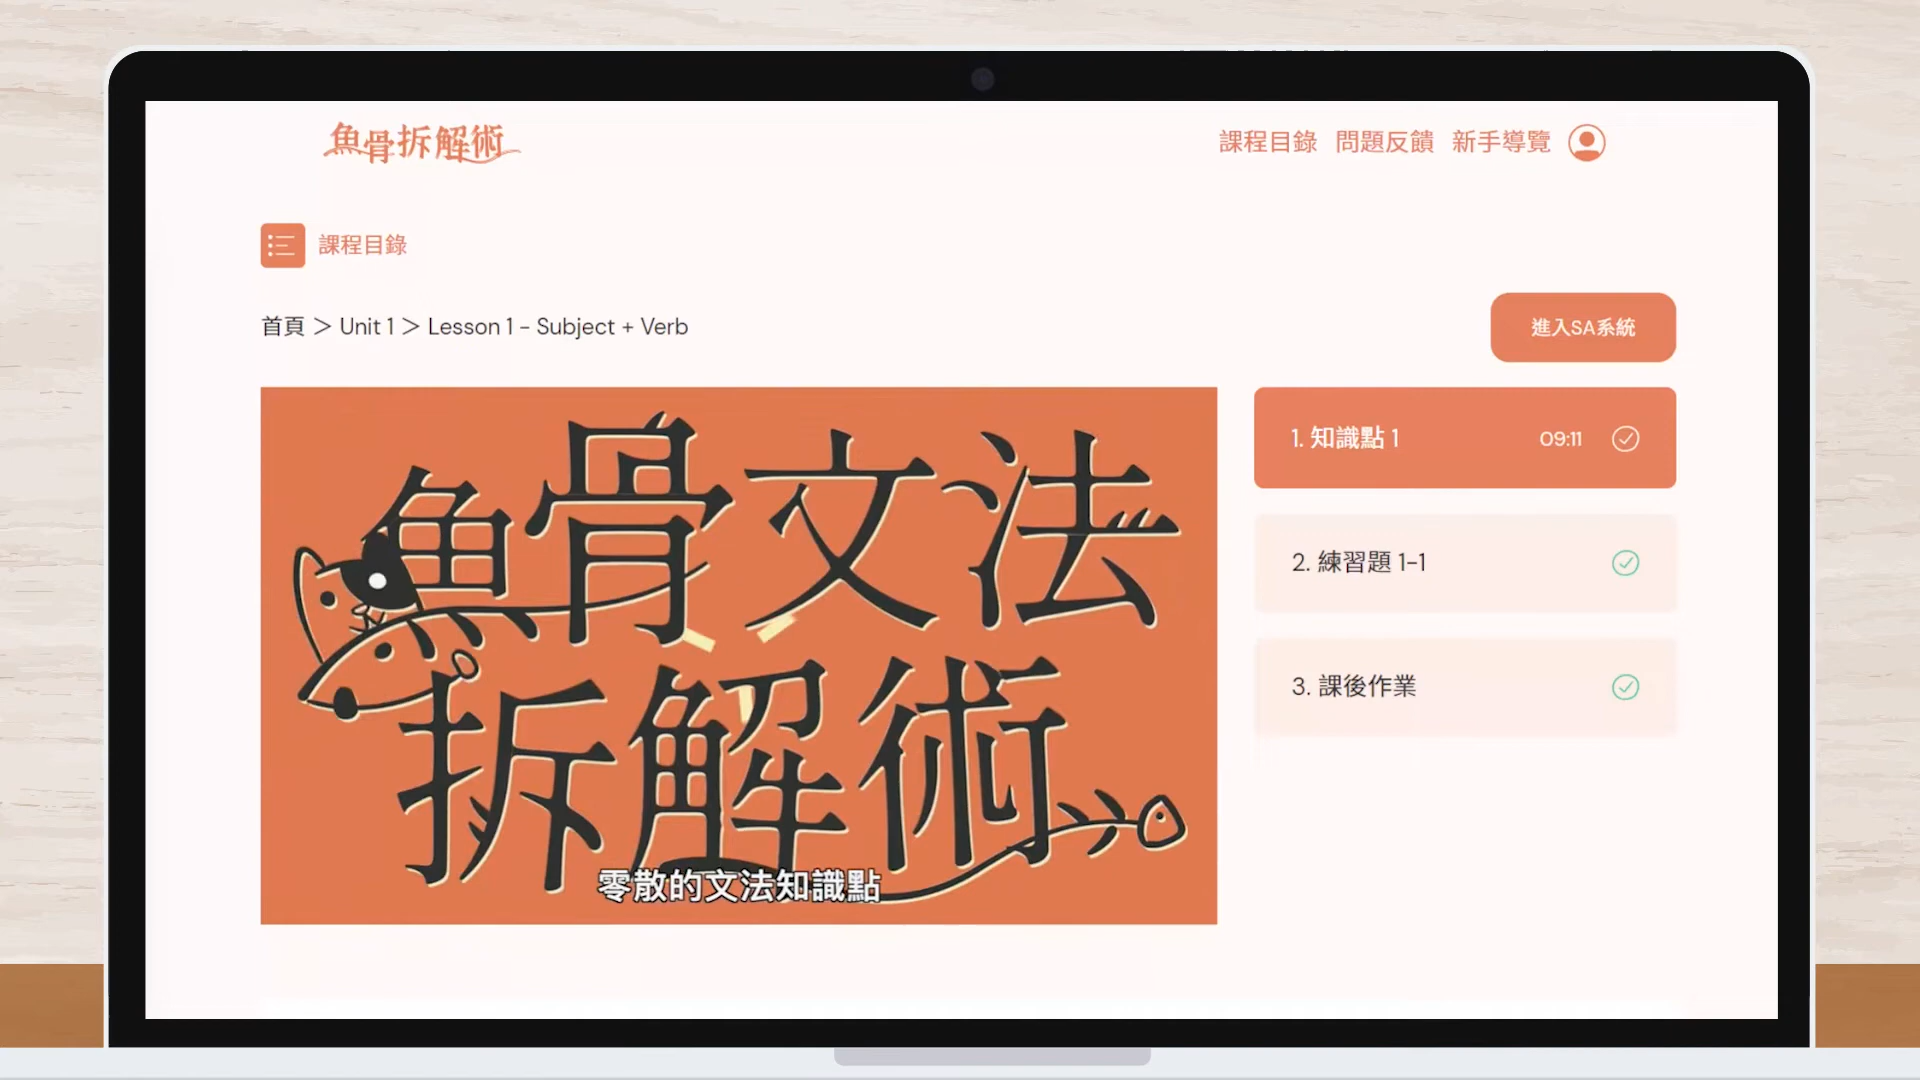 魚骨拆解術
課程目錄 問題反饋 新手導覽
課程目錄
首頁 > Unit 1 > Lesson 1 - Subject + Verb
進入SA系統
魚骨文法
拆解術
零散的文法知識點
1. 知識點 1 09:11
2. 練習題 1-1
3. 課後作業